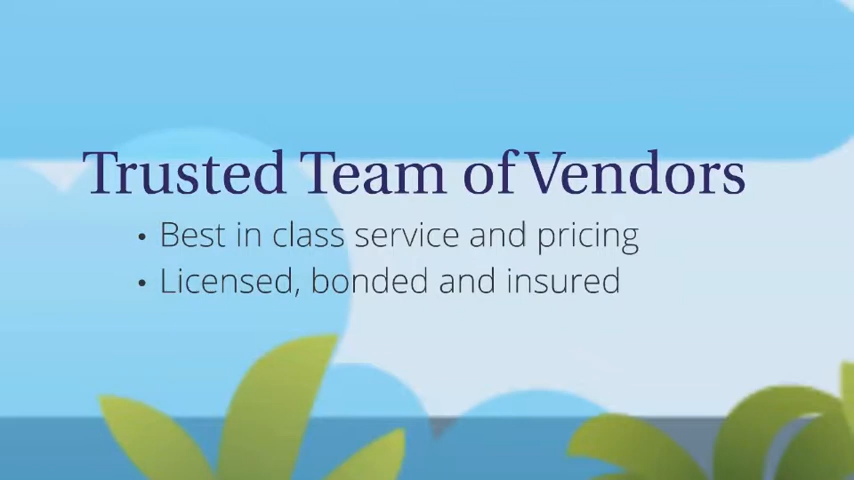 Trusted Team of Vendors
• Best in class service and pricing
• Licensed, bonded and insured